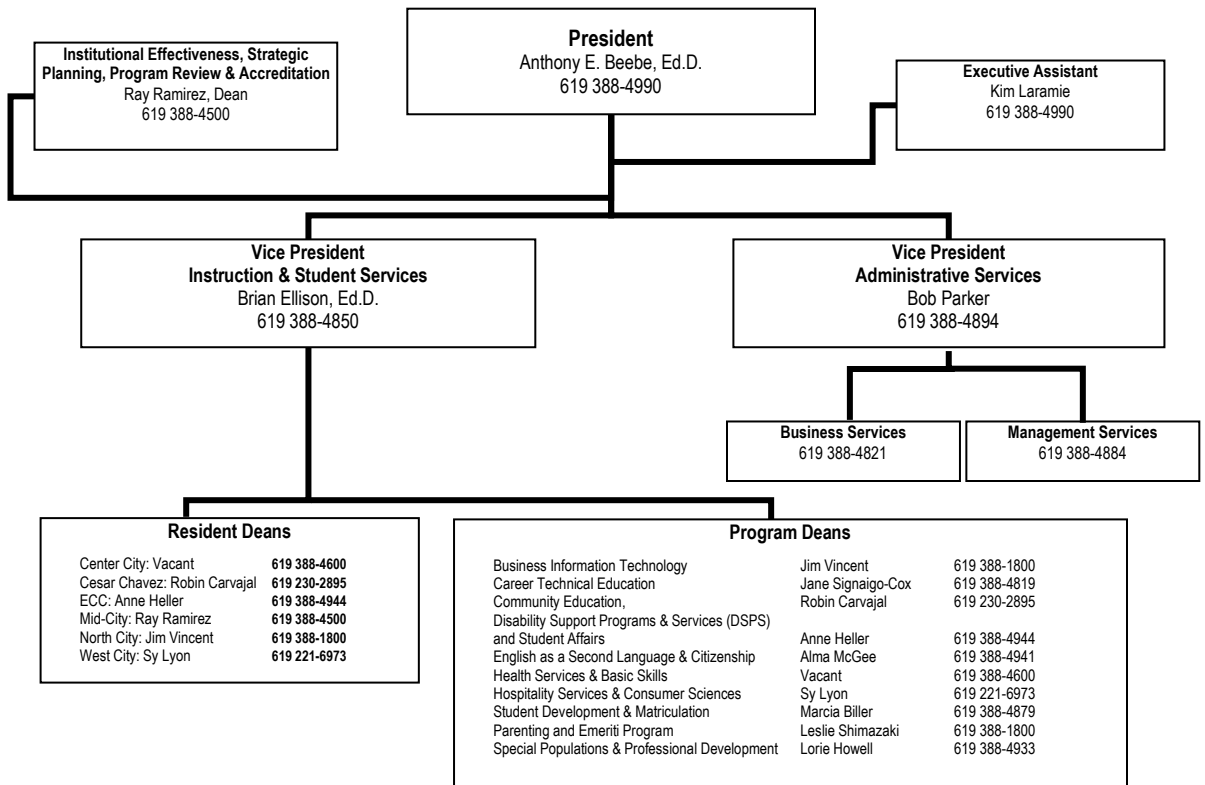 President
Anthony E. Beebe, Ed.D.
619 388-4990
Institutional Effectiveness, Strategic
Planning, Program Review & Accreditation
Ray Ramirez, Dean
619 388-4500
Executive Assistant
Kim Laramie
619 388-4990
Vice President
Instruction & Student Services
Brian Ellison, Ed.D.
619 388-4850
Vice President
Administrative Services
Bob Parker
619 388-4894
Business Services
619 388-4821
Management Services
619 388-4884
Resident Deans
Center City: Vacant 619 388-4600
Cesar Chavez: Robin Carvajal 619 230-2895
ECC: Anne Heller 619 388-4944
Mid-City: Ray Ramirez 619 388-4500
North City: Jim Vincent 619 388-1800
West City: Sy Lyon 619 221-6973
Program Deans
Business Information Technology Jim Vincent 619 388-1800
Career Technical Education Jane Signaigo-Cox 619 388-4819
Community Education, Robin Carvajal 619 230-2895
Disability Support Programs & Services (DSPS)
and Student Affairs Anne Heller 619 388-4944
English as a Second Language & Citizenship Alma McGee 619 388-4941
Health Services & Basic Skills Vacant 619 388-4600
Hospitality Services & Consumer Sciences Sy Lyon 619 221-6973
Student Development & Matriculation Marcia Biller 619 388-4879
Parenting and Emeriti Program Leslie Shimazaki 619 388-1800
Special Populations & Professional Development Lorie Howell 619 388-4933